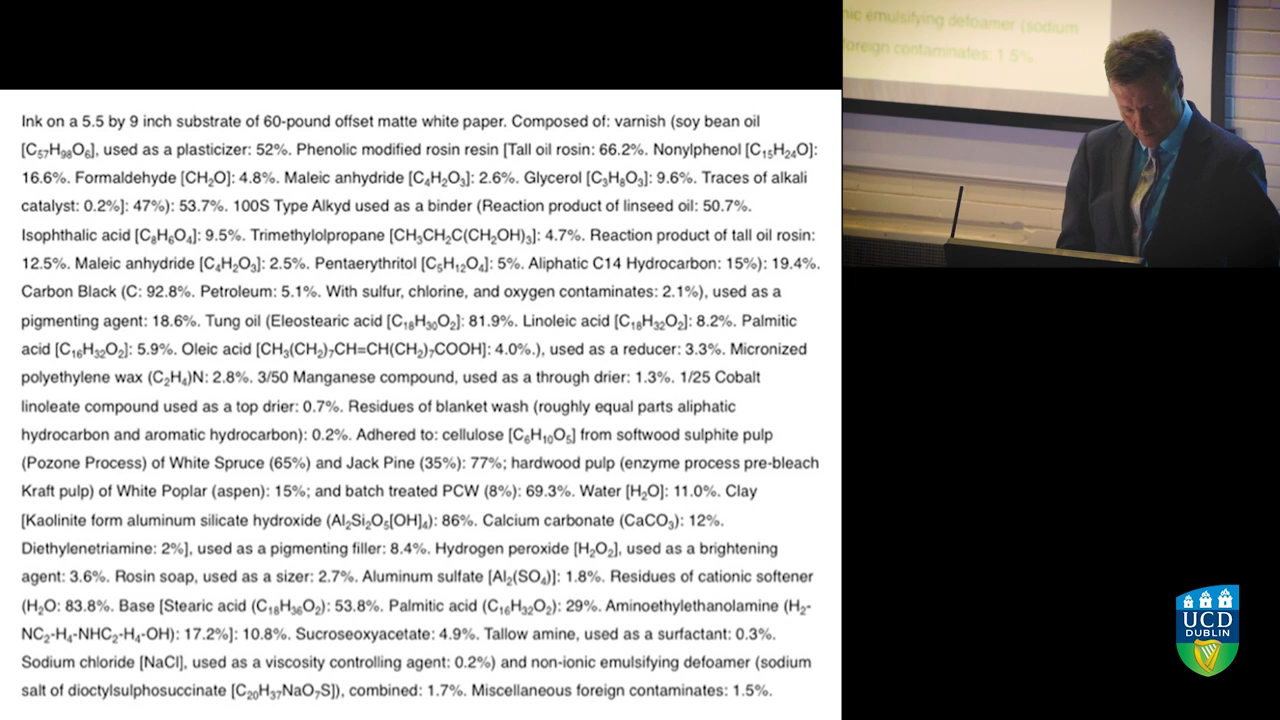 Ink on a 5.5 by 9 inch substrate of 60-pound offset matte white paper. Composed of: varnish (soy bean oil
[C₅₇H₉₈O₆], used as a plasticizer: 52%. Phenolic modified rosin resin [Tall oil rosin: 66.2%. Nonylphenol [C₁₅H₂₄O]:
16.6%. Formaldehyde [CH₂O]: 4.8%. Maleic anhydride [C₄H₂O₃]: 2.6%. Glycerol [C₃H₈O₃]: 9.6%. Traces of alkali
catalyst: 0.2%]: 47%): 53.7%. 100S Type Alkyd used as a binder (Reaction product of linseed oil: 50.7%.
Isophthalic acid [C₈H₆O₄]: 9.5%. Trimethylolpropane [CH₃CH₂C(CH₂OH)₃]: 4.7%. Reaction product of tall oil rosin:
12.5%. Maleic anhydride [C₄H₂O₃]: 2.5%. Pentaerythritol [C₅H₁₂O₄]: 5%. Aliphatic C14 Hydrocarbon: 15%): 19.4%.
Carbon Black (C: 92.8%. Petroleum: 5.1%. With sulfur, chlorine, and oxygen contaminates: 2.1%), used as a
pigmenting agent: 18.6%. Tung oil (Eleostearic acid [C₁₈H₃₀O₂]: 81.9%. Linoleic acid [C₁₈H₃₂O₂]: 8.2%. Palmitic
acid [C₁₆H₃₂O₂]: 5.9%. Oleic acid [CH₃(CH₂)₇CH=CH(CH₂)₇COOH]: 4.0%.), used as a reducer: 3.3%. Micronized
polyethylene wax (C₂H₄)N: 2.8%. 3/50 Manganese compound, used as a through drier: 1.3%. 1/25 Cobalt
linoleate compound used as a top drier: 0.7%. Residues of blanket wash (roughly equal parts aliphatic
hydrocarbon and aromatic hydrocarbon): 0.2%. Adhered to: cellulose [C₆H₁₀O₅] from softwood sulphite pulp
(Pozone Process) of White Spruce (65%) and Jack Pine (35%): 77%; hardwood pulp (enzyme process pre-bleach
Kraft pulp) of White Poplar (aspen): 15%; and batch treated PCW (8%): 69.3%. Water [H₂O]: 11.0%. Clay
[Kaolinite form aluminum silicate hydroxide (Al₂Si₂O₅[OH]₄): 86%. Calcium carbonate (CaCO₃): 12%.
Diethylenetriamine: 2%], used as a pigmenting filler: 8.4%. Hydrogen peroxide [H₂O₂], used as a brightening
agent: 3.6%. Rosin soap, used as a sizer: 2.7%. Aluminum sulfate [Al₂(SO₄)]: 1.8%. Residues of cationic softener
(H₂O: 83.8%. Base [Stearic acid (C₁₈H₃₆O₂): 53.8%. Palmitic acid (C₁₆H₃₂O₂): 29%. Aminoethylethanolamine (H₂-
NC₂-H₄-NHC₂-H₄-OH): 17.2%]: 10.8%. Sucroseoxyacetate: 4.9%. Tallow amine, used as a surfactant: 0.3%.
Sodium chloride [NaCl], used as a viscosity controlling agent: 0.2%) and non-ionic emulsifying defoamer (sodium
salt of dioctylsulphosuccinate [C₂₀H₃₇NaO₇S]), combined: 1.7%. Miscellaneous foreign contaminates: 1.5%.
nic emulsifying defoamer (sodium
foreign contaminates: 1.5%.
UCD
DUBLIN